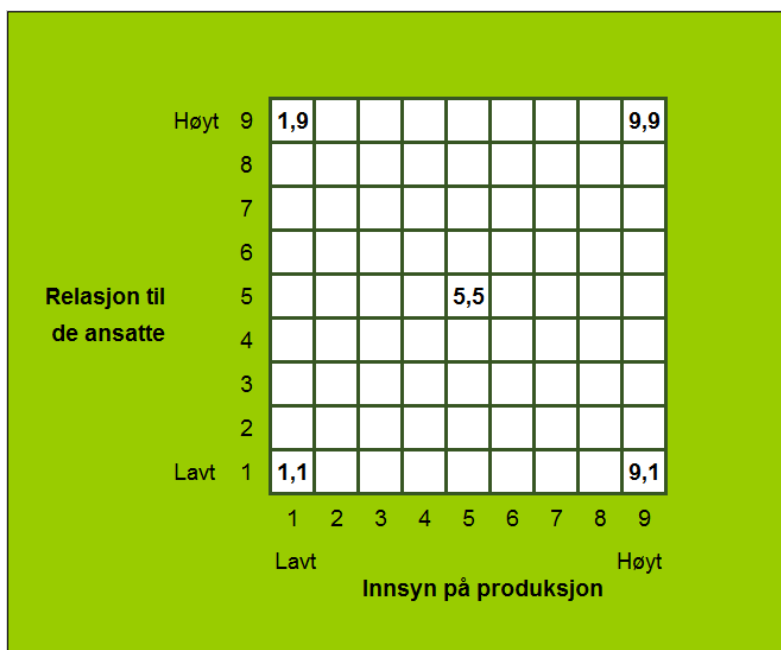 Høyt 9 1,9 9,9
8
7
6
Relasjon til
de ansatte
5 5,5
4
3
2
Lavt 1 1,1 9,1
1 2 3 4 5 6 7 8 9
Lavt Høyt
Innsyn på produksjon